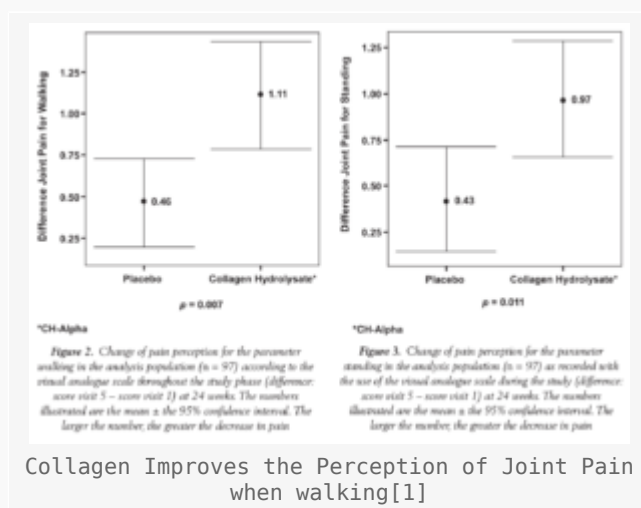 Difference Joint Pain for Walking
1.25
1.00
0.75
0.50
0.25
1.11
0.46
Placebo
Collagen Hydrolysate*
p = 0.007
*CH-Alpha
Figure 2. Change of pain perception for the parameter
walking in the analysis population (n = 97) according to the
visual analogue scale throughout the study phase (difference:
score visit 5 – score visit 1) at 24 weeks. The numbers
illustrated are the mean ± the 95% confidence interval. The
larger the number, the greater the decrease in pain
Difference Joint Pain for Standing
1.25
1.00
0.75
0.50
0.25
0.97
0.43
Placebo
Collagen Hydrolysate*
p = 0.011
*CH-Alpha
Figure 3. Change of pain perception for the parameter
standing in the analysis population (n = 97) as recorded with
the use of the visual analogue scale during the study (difference:
score visit 5 – score visit 1) at 24 weeks. The numbers
illustrated are the mean ± the 95% confidence interval. The
larger the number, the greater the decrease in pain
Collagen Improves the Perception of Joint Pain
when walking[1]